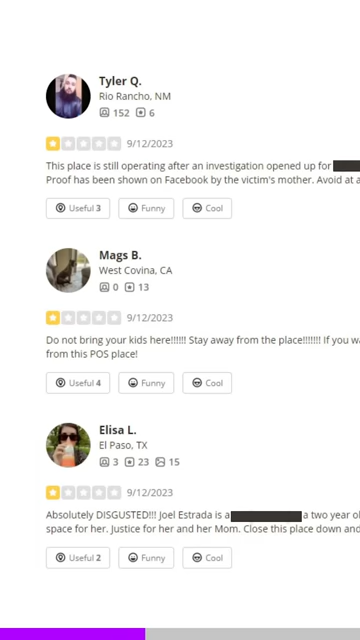 Tyler Q.
Rio Rancho, NM
152 6
9/12/2023
This place is still operating after an investigation opened up for
Proof has been shown on Facebook by the victim's mother. Avoid at a
Useful 3 Funny Cool
Mags B.
West Covina, CA
0 13
9/12/2023
Do not bring your kids here!!!!!! Stay away from the place!!!!!!! If you wa
from this POS place!
Useful 4 Funny Cool
Elisa L.
El Paso, TX
3 23 15
9/12/2023
Absolutely DISGUSTED!!! Joel Estrada is a a two year ol
space for her. Justice for her and her Mom. Close this place down and
Useful 2 Funny Cool